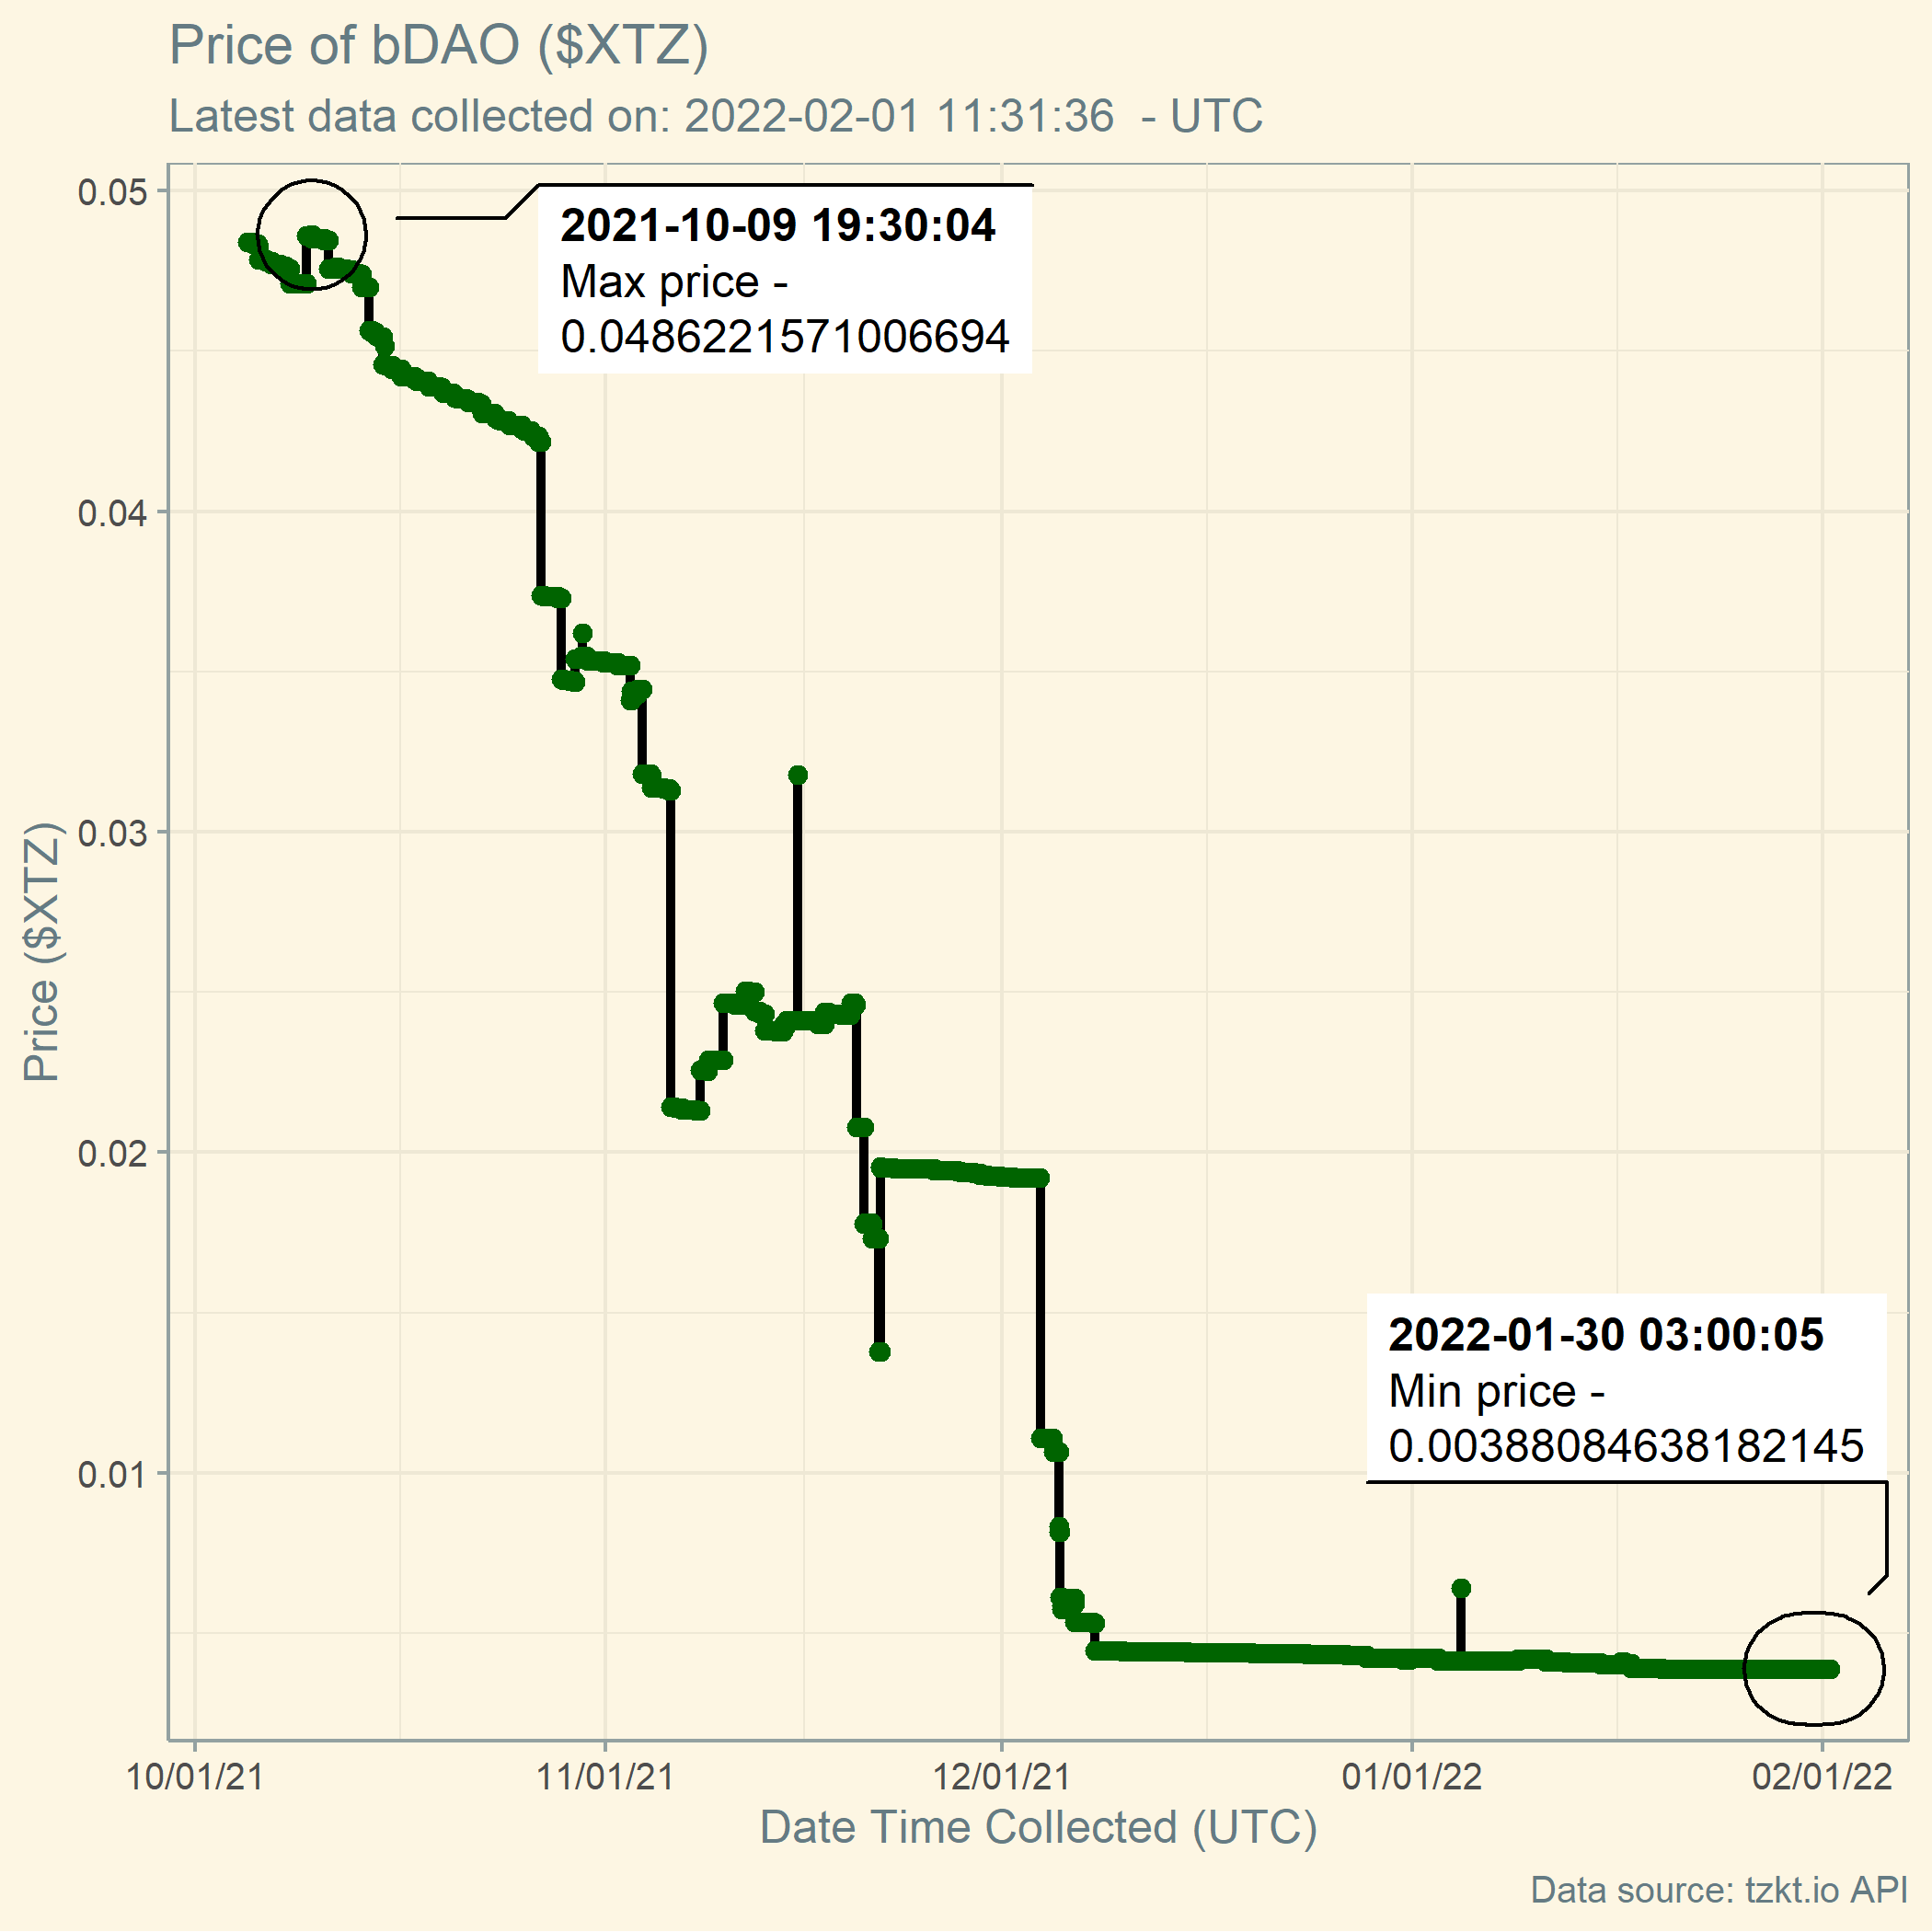 Price of bDAO ($XTZ)
Latest data collected on: 2022-02-01 11:31:36  - UTC
2021-10-09 19:30:04
Max price -
0.0486221571006694
2022-01-30 03:00:05
Min price -
0.00388084638182145
Price ($XTZ)
0.05
0.04
0.03
0.02
0.01
10/01/21
11/01/21
12/01/21
01/01/22
02/01/22
Date Time Collected (UTC)
Data source: tzkt.io API